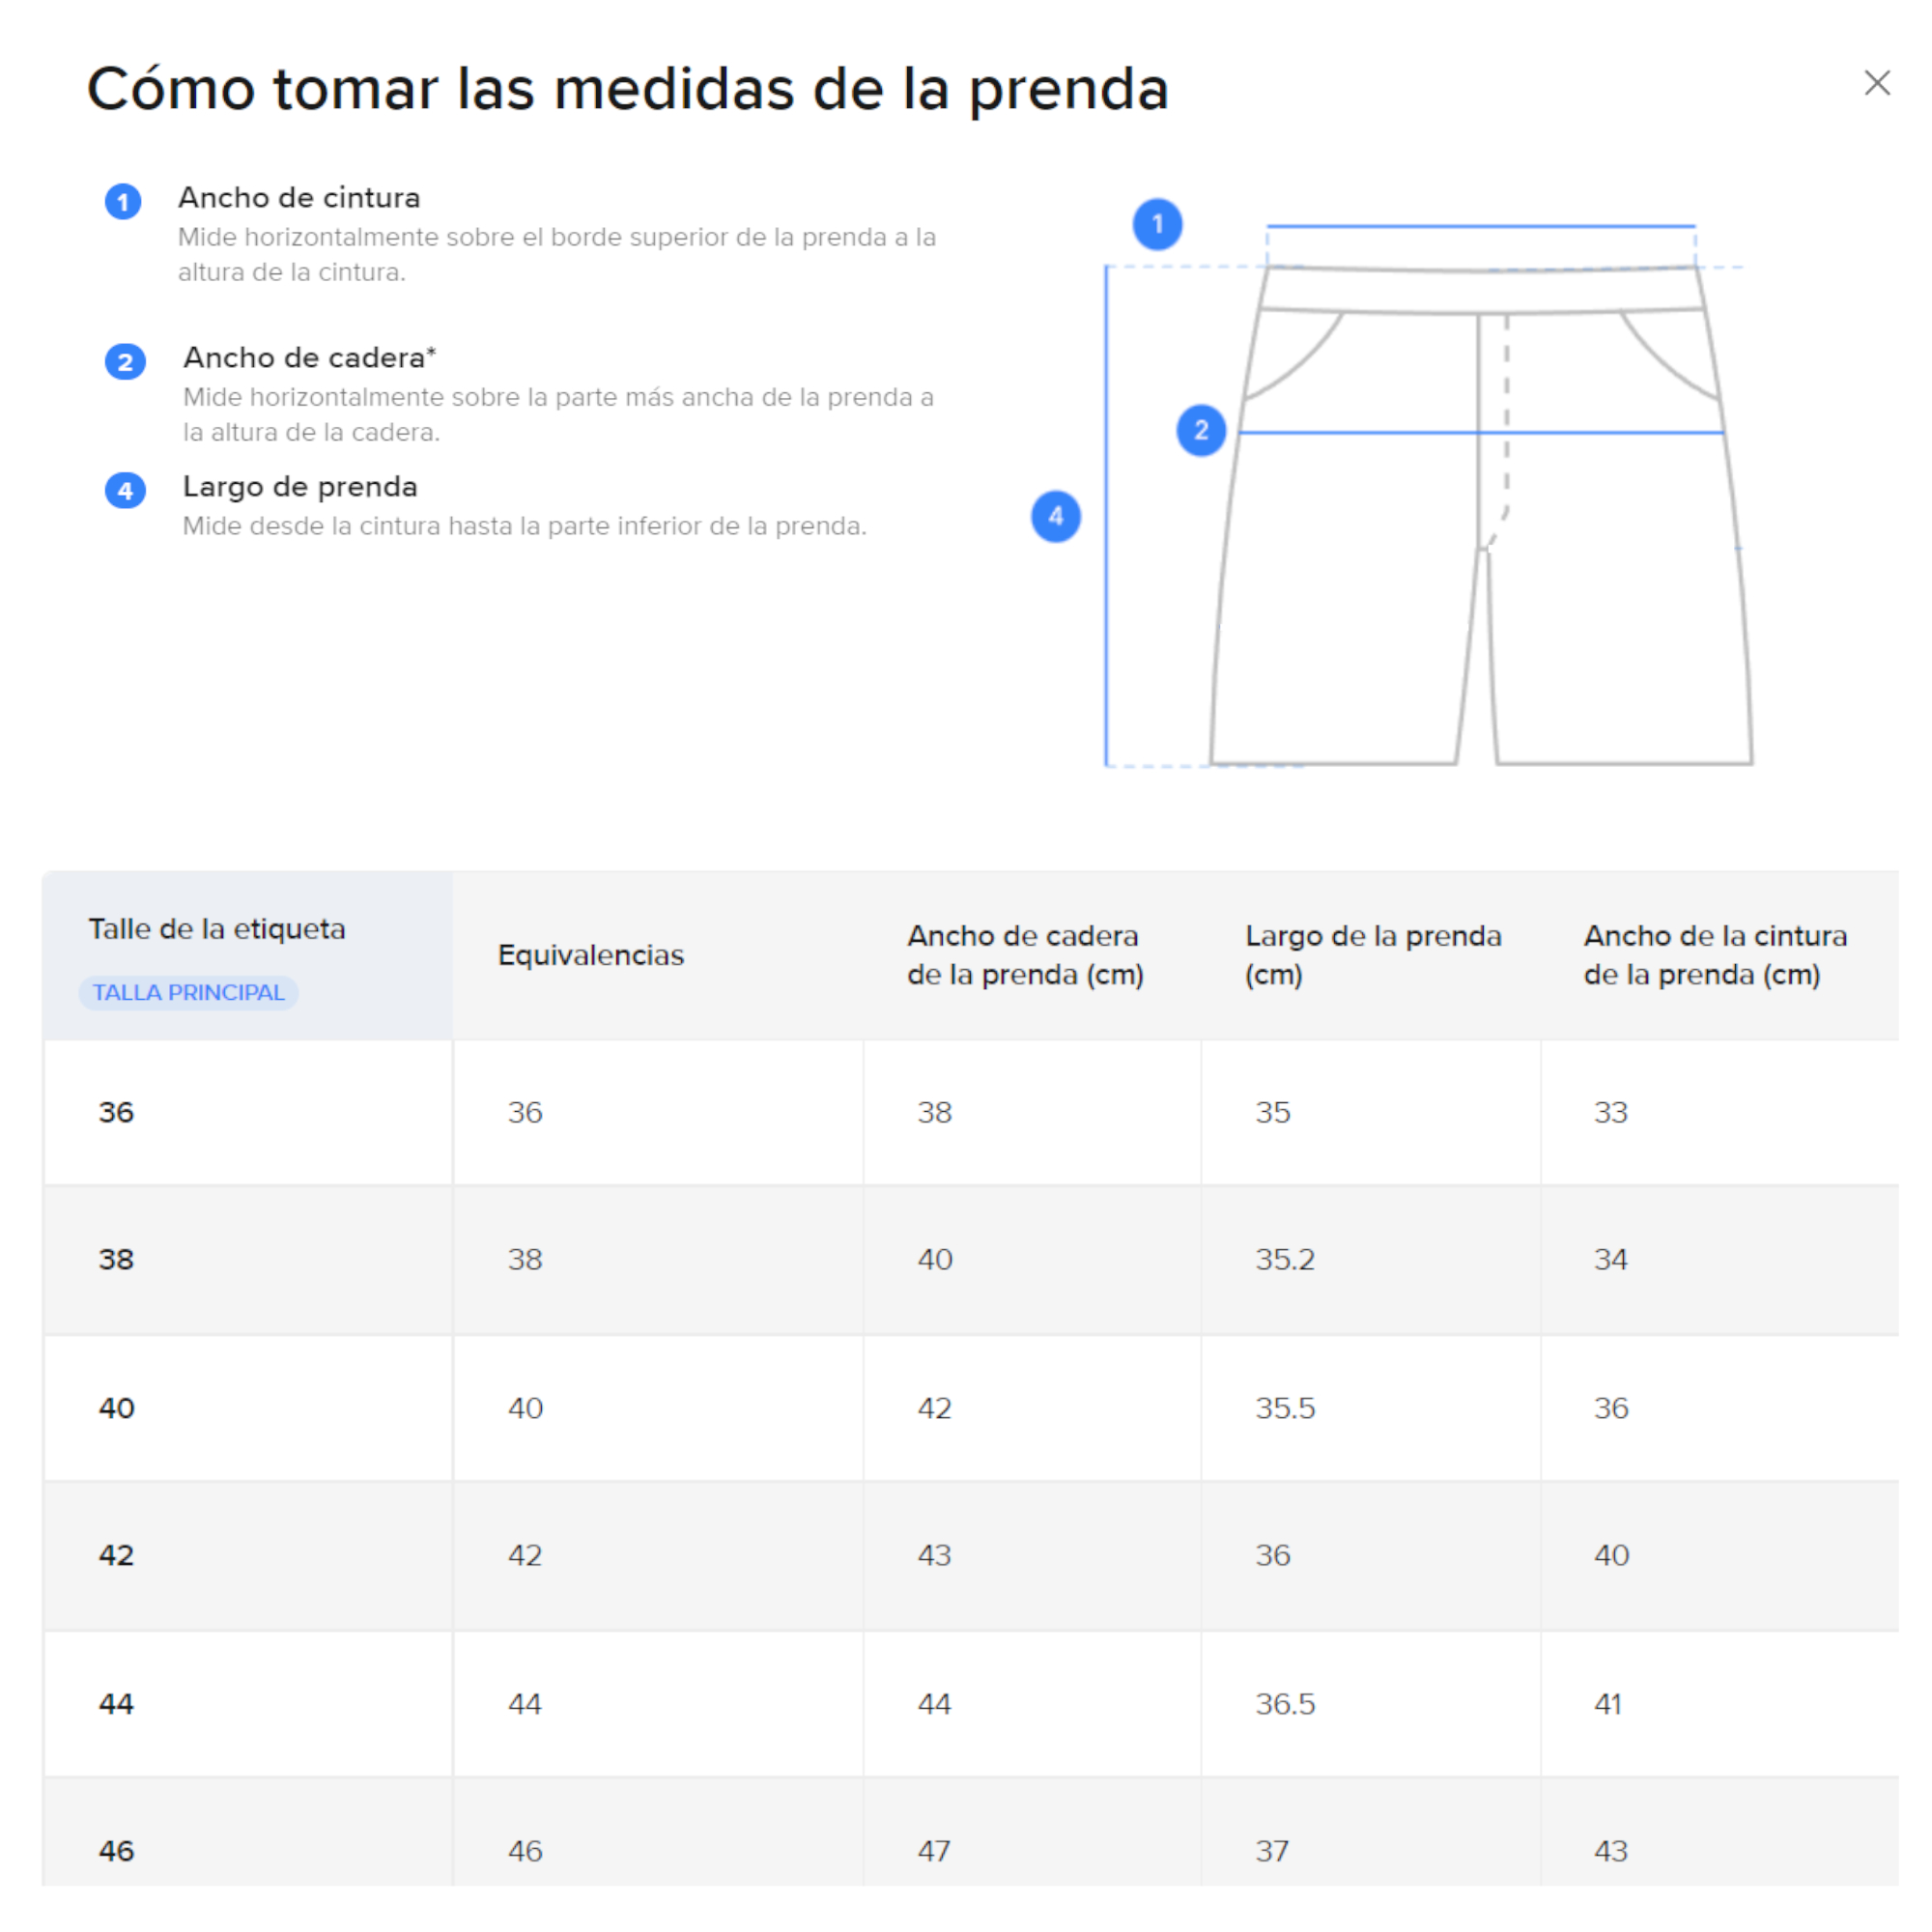 Cómo tomar las medidas de la prenda
1 Ancho de cintura
Mide horizontalmente sobre el borde superior de la prenda a la
altura de la cintura.
2 Ancho de cadera*
Mide horizontalmente sobre la parte más ancha de la prenda a
la altura de la cadera.
4 Largo de prenda
Mide desde la cintura hasta la parte inferior de la prenda.
1
2
4
Talle de la etiqueta
TALLA PRINCIPAL
Equivalencias
Ancho de cadera
de la prenda (cm)
Largo de la prenda
(cm)
Ancho de la cintura
de la prenda (cm)
36 36 38 35 33
38 38 40 35.2 34
40 40 42 35.5 36
42 42 43 36 40
44 44 44 36.5 41
46 46 47 37 43